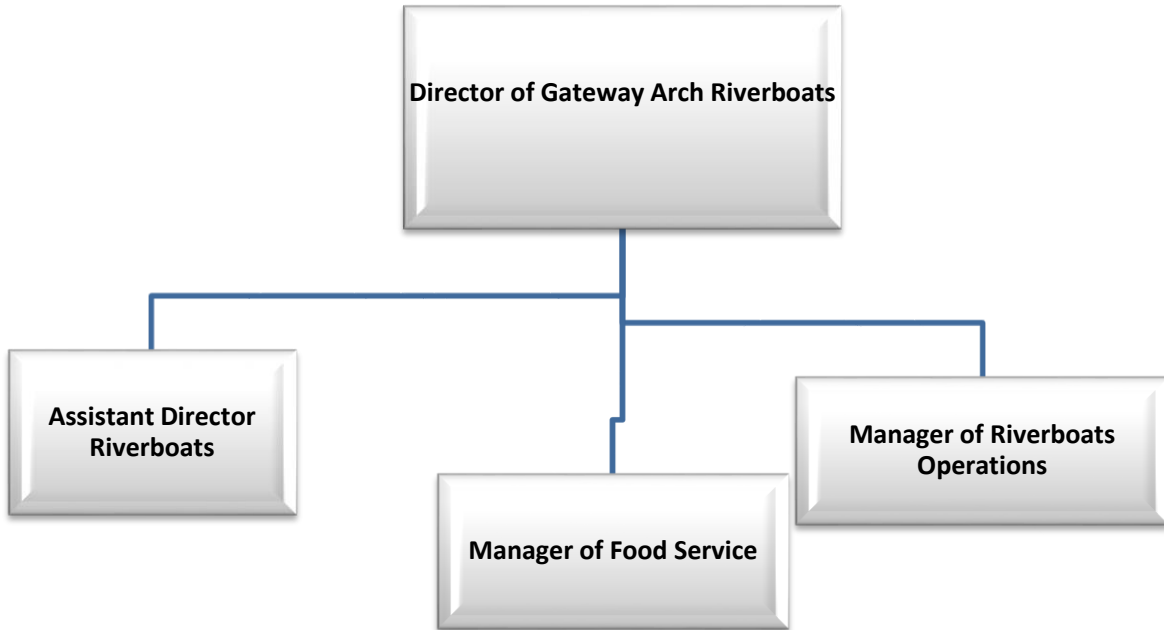 Director of Gateway Arch Riverboats
Assistant Director
Riverboats
Manager of Riverboats
Operations
Manager of Food Service